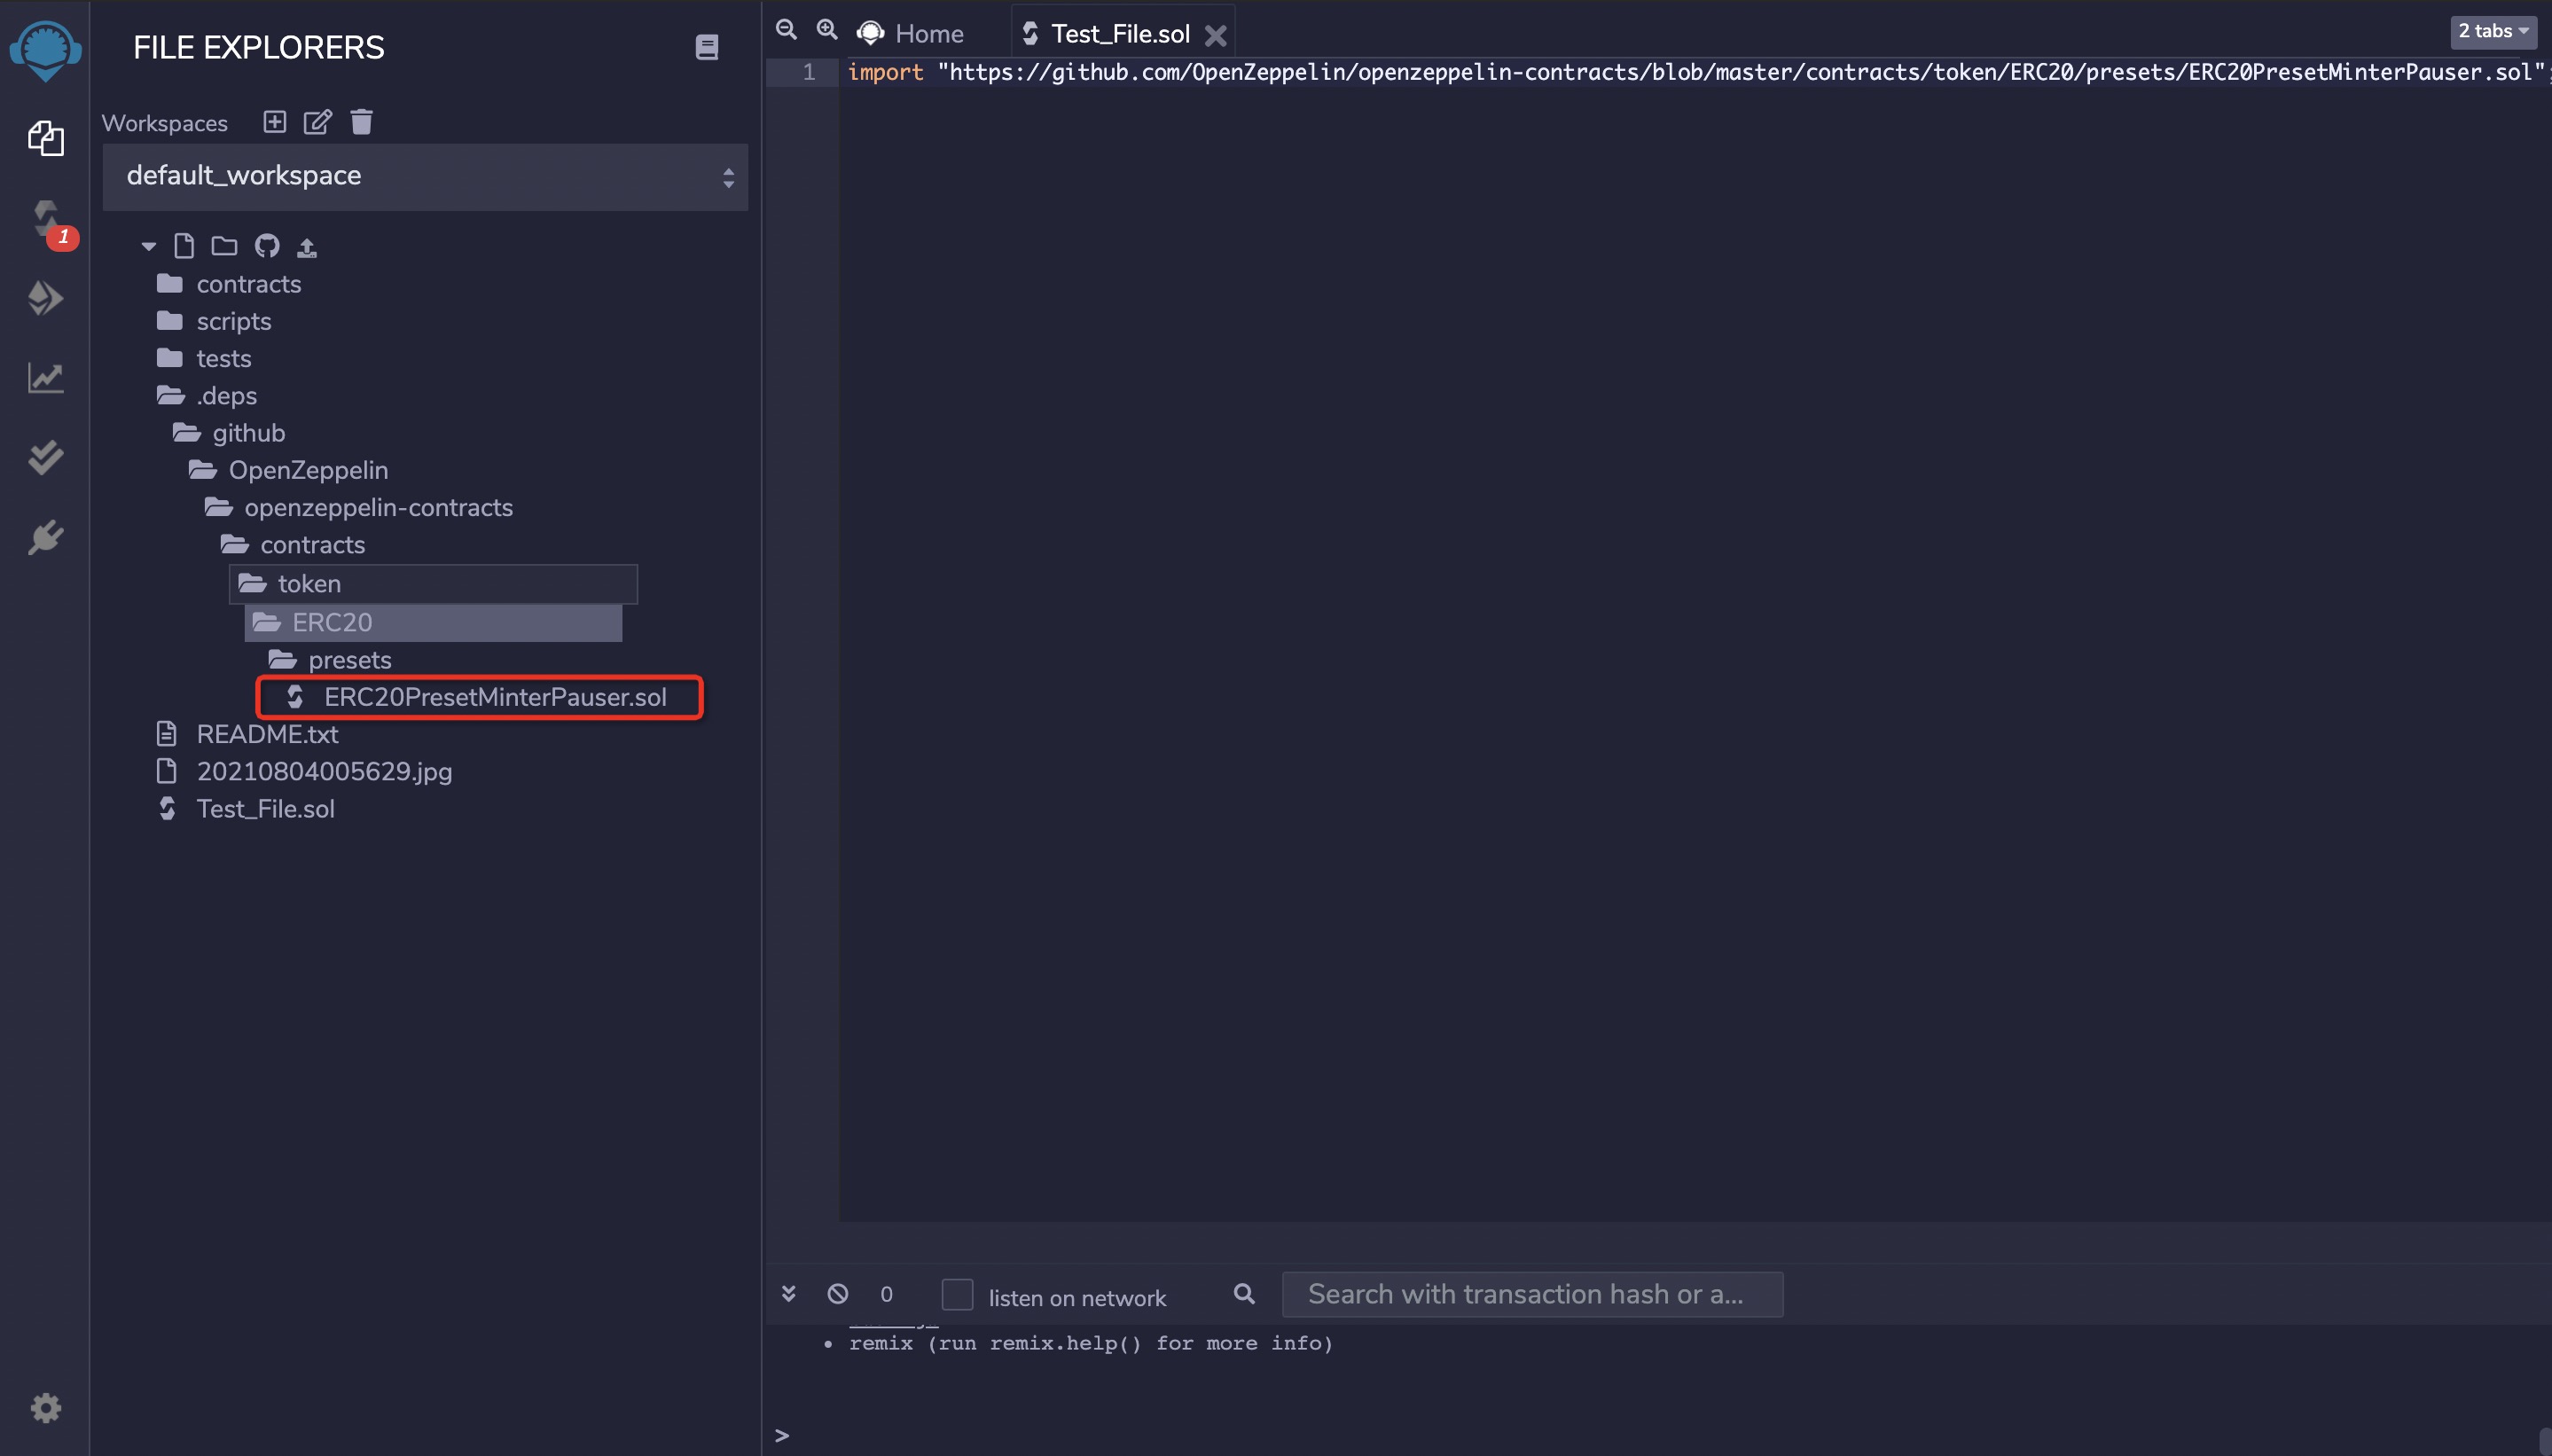 FILE EXPLORERS
Workspaces
default_workspace
1
contracts
scripts
tests
.deps
github
OpenZeppelin
openzeppelin-contracts
contracts
token
ERC20
presets
ERC20PresetMinterPauser.sol
README.txt
20210804005629.jpg
Test_File.sol
Home
Test_File.sol
2 tabs
1
import "https://github.com/OpenZeppelin/openzeppelin-contracts/blob/master/contracts/token/ERC20/presets/ERC20PresetMinterPauser.sol";
0
listen on network
Search with transaction hash or a...
• remix (run remix.help() for more info)
>